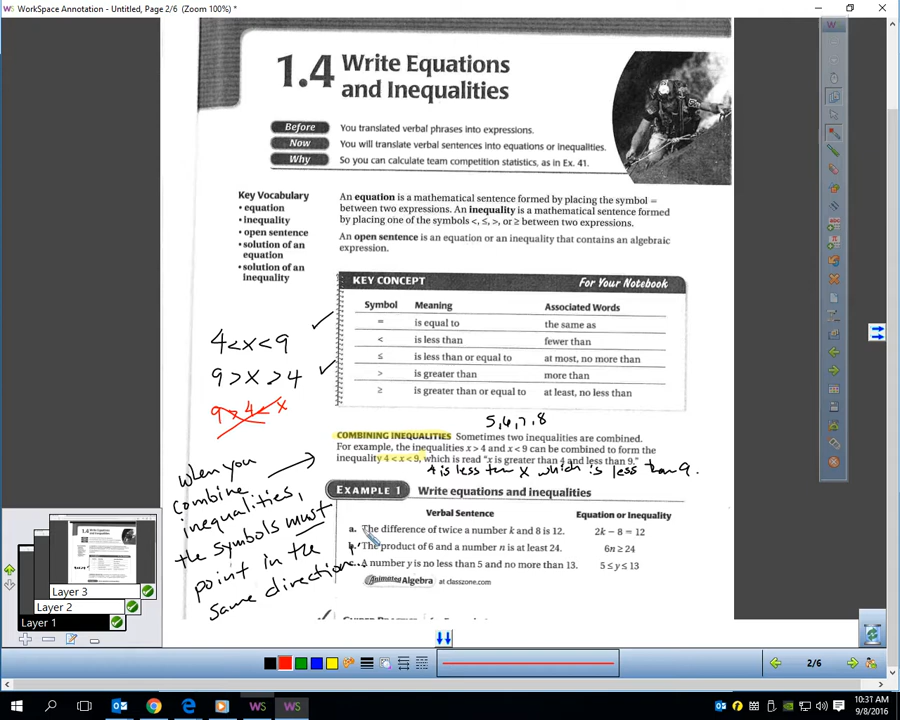 WorkSpace Annotation - Untitled, Page 2/6 (Zoom 100%) *
1.4 Write Equations
and Inequalities
Before You translated verbal phrases into expressions.
Now You will translate verbal sentences into equations or inequalities.
Why So you can calculate team competition statistics, as in Ex. 41.
Key Vocabulary
• equation
• inequality
• open sentence
• solution of an
equation
• solution of an
inequality
An equation is a mathematical sentence formed by placing the symbol =
between two expressions. An inequality is a mathematical sentence formed
by placing one of the symbols <, ≤, >, or ≥ between two expressions.
An open sentence is an equation or an inequality that contains an algebraic
expression.
KEY CONCEPT For Your Notebook
Symbol Meaning Associated Words
= is equal to the same as
< is less than fewer than
≤ is less than or equal to at most, no more than
> is greater than more than
≥ is greater than or equal to at least, no less than
4<x<9
9>x>4
9>4<x
5,6,7,8
COMBINING INEQUALITIES Sometimes two inequalities are combined.
For example, the inequalities x > 4 and x < 9 can be combined to form the
inequality 4 < x < 9, which is read "x is greater than 4 and less than 9."
4 is less than x which is less than 9.
when you
combine
inequalities,
the symbols must
point in the
same direction.
EXAMPLE 1 Write equations and inequalities
Verbal Sentence Equation or Inequality
a. The difference of twice a number k and 8 is 12. 2k − 8 = 12
b. The product of 6 and a number n is at least 24. 6n ≥ 24
A number y is no less than 5 and no more than 13. 5 ≤ y ≤ 13
Animated Algebra at classzone.com
Layer 3
Layer 2
Layer 1
2/6
10:31 AM
9/8/2016